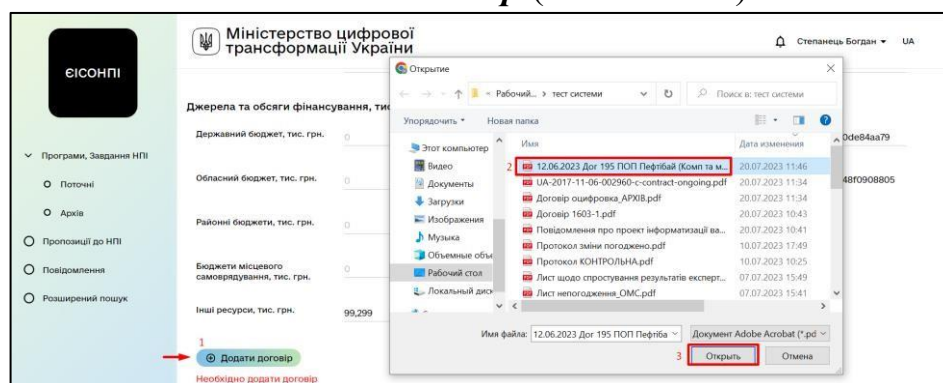 Міністерство цифрової
трансформації України
Степанець Богдан
UA
ЄІСОНПІ
Програми, Завдання НПІ
Поточні
Архів
Пропозиції до НПІ
Повідомлення
Розширений пошук
Джерела та обсяги фінансування, тис
Державний бюджет, тис. грн.
0
Обласний бюджет, тис. грн.
0
Районні бюджети, тис. грн.
0
Бюджети місцевого
самоврядування, тис. грн.
0
Інші ресурси, тис. грн.
99,299
1
Додати договір
Необхідно додати договір
0de84aa79
48f0908805
Открытие
« Рабочий... > тест системи
Поиск в: тест системи
Упорядочить
Новая папка
Этот компьютер
Видео
Документы
Загрузки
Изображения
Музыка
Объемные объе
Рабочий стол
Локальный диск
Имя
Дата изменения
2
12.06.2023 Дог 195 ПОП Пефтібай (Комп та м... 20.07.2023 11:46
UA-2017-11-06-002960-c-contract-ongoing.pdf 20.07.2023 11:34
Договір оцифровка_АРХІВ.pdf 20.07.2023 11:34
Договір 1603-1.pdf 20.07.2023 10:43
Повідомлення про проект інформатизації ва... 20.07.2023 10:41
Протокол зміни погоджено.pdf 10.07.2023 17:49
Протокол КОНТРОЛЬНА.pdf 10.07.2023 10:25
Лист щодо спростування результатів експерт... 07.07.2023 15:49
Лист непогодження_ОМС.pdf 07.07.2023 15:41
Имя файла:
12.06.2023 Дог 195 ПОП Пефтіба
Документ Adobe Acrobat (*.pd
3
Открыть
Отмена